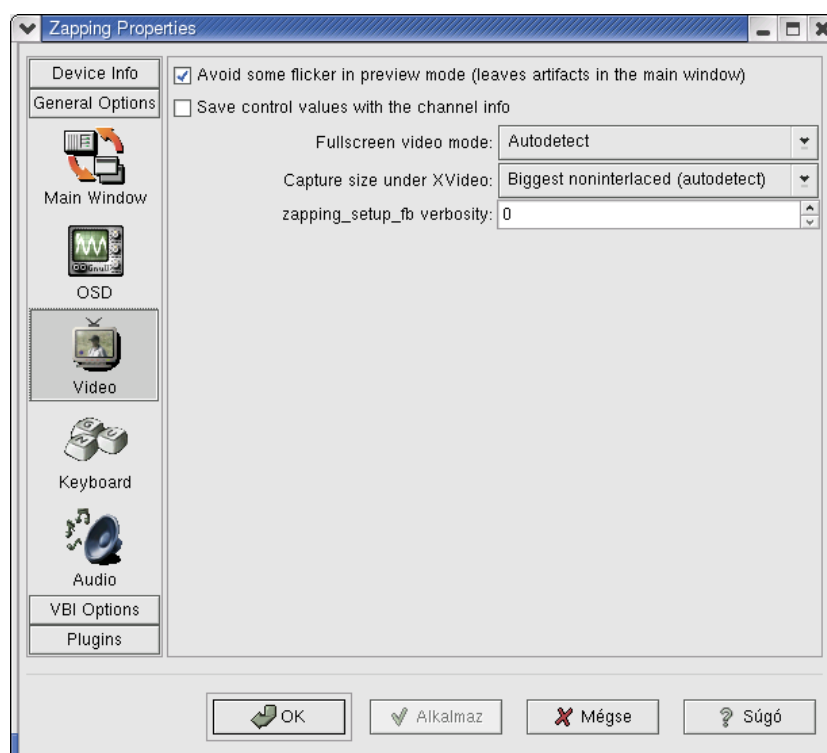 Zapping Properties
Device Info
General Options
Main Window
OSD
Video
Keyboard
Audio
VBI Options
Plugins
Avoid some flicker in preview mode (leaves artifacts in the main window)
Save control values with the channel info
Fullscreen video mode: Autodetect
Capture size under XVideo: Biggest noninterlaced (autodetect)
zapping_setup_fb verbosity: 0
OK
Alkalmaz
Mégse
Súgó